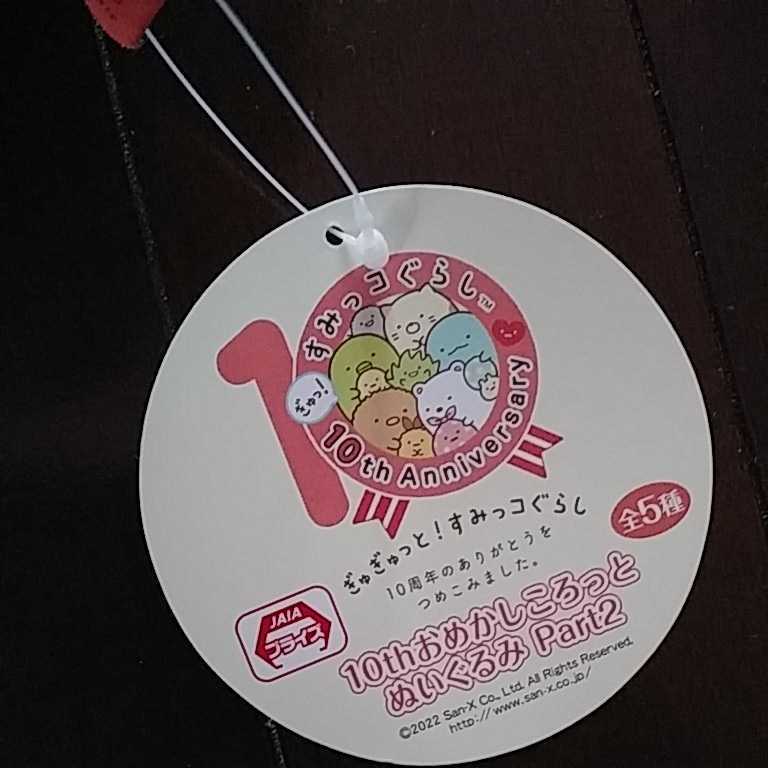 すみっコぐらし™
ぎゅっ!
10th Anniversary
ぎゅぎゅっと!すみっコぐらし
10周年のありがとうを
つめこみました。
全5種
JAIA
プライズ
10thおめかしころっと
ぬいぐるみ Part2
©2022 San-X Co., Ltd. All Rights Reserved.
http://www.san-x.co.jp/